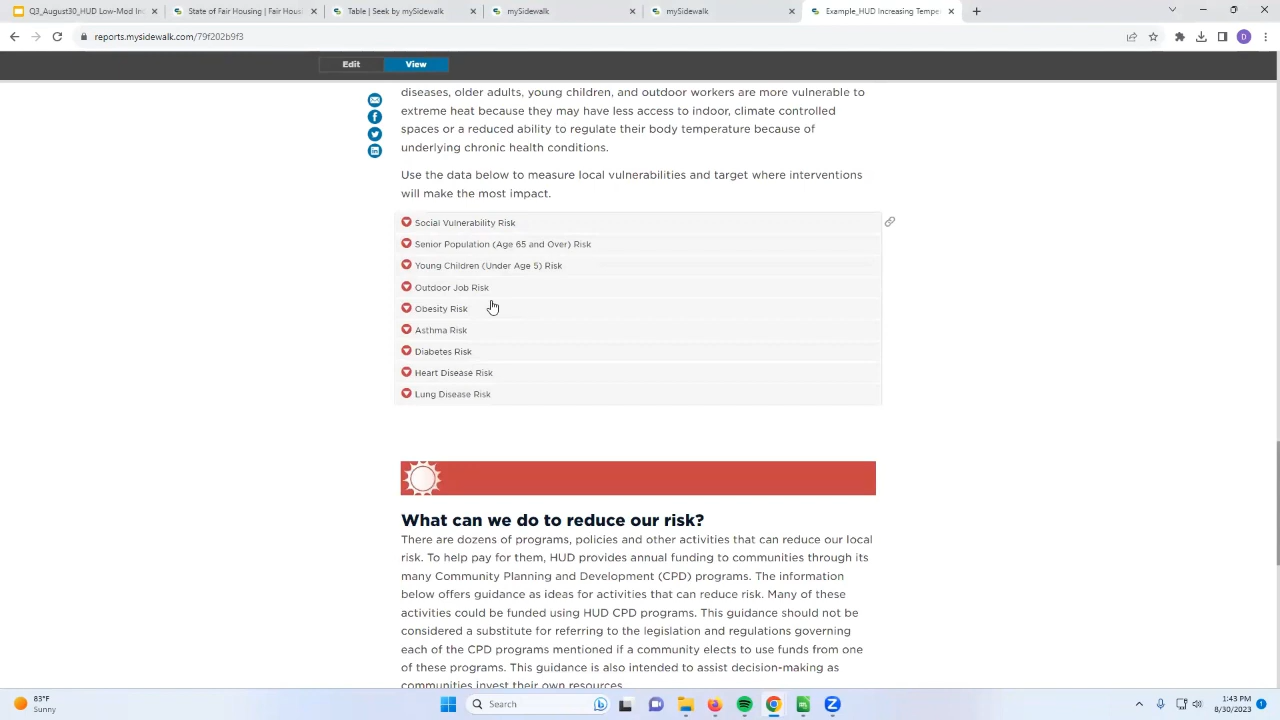 Q3_August30_HUD Low-Mod In
State of Fair Housing | Fair Hous
Table | Seek by mySidewalk
mySidewalk
mySidewalk
Example_HUD Increasing Tempe
reports.mysidewalk.com/79f202b9f3
D
Edit
View
diseases, older adults, young children, and outdoor workers are more vulnerable to
extreme heat because they may have less access to indoor, climate controlled
spaces or a reduced ability to regulate their body temperature because of
underlying chronic health conditions.
Use the data below to measure local vulnerabilities and target where interventions
will make the most impact.
Social Vulnerability Risk
Senior Population (Age 65 and Over) Risk
Young Children (Under Age 5) Risk
Outdoor Job Risk
Obesity Risk
Asthma Risk
Diabetes Risk
Heart Disease Risk
Lung Disease Risk
What can we do to reduce our risk?
There are dozens of programs, policies and other activities that can reduce our local
risk. To help pay for them, HUD provides annual funding to communities through its
many Community Planning and Development (CPD) programs. The information
below offers guidance as ideas for activities that can reduce risk. Many of these
activities could be funded using HUD CPD programs. This guidance should not be
considered a substitute for referring to the legislation and regulations governing
each of the CPD programs mentioned if a community elects to use funds from one
of these programs. This guidance is also intended to assist decision-making as
communities invest their own resources.
83°F
Sunny
Search
1:43 PM
8/30/2023